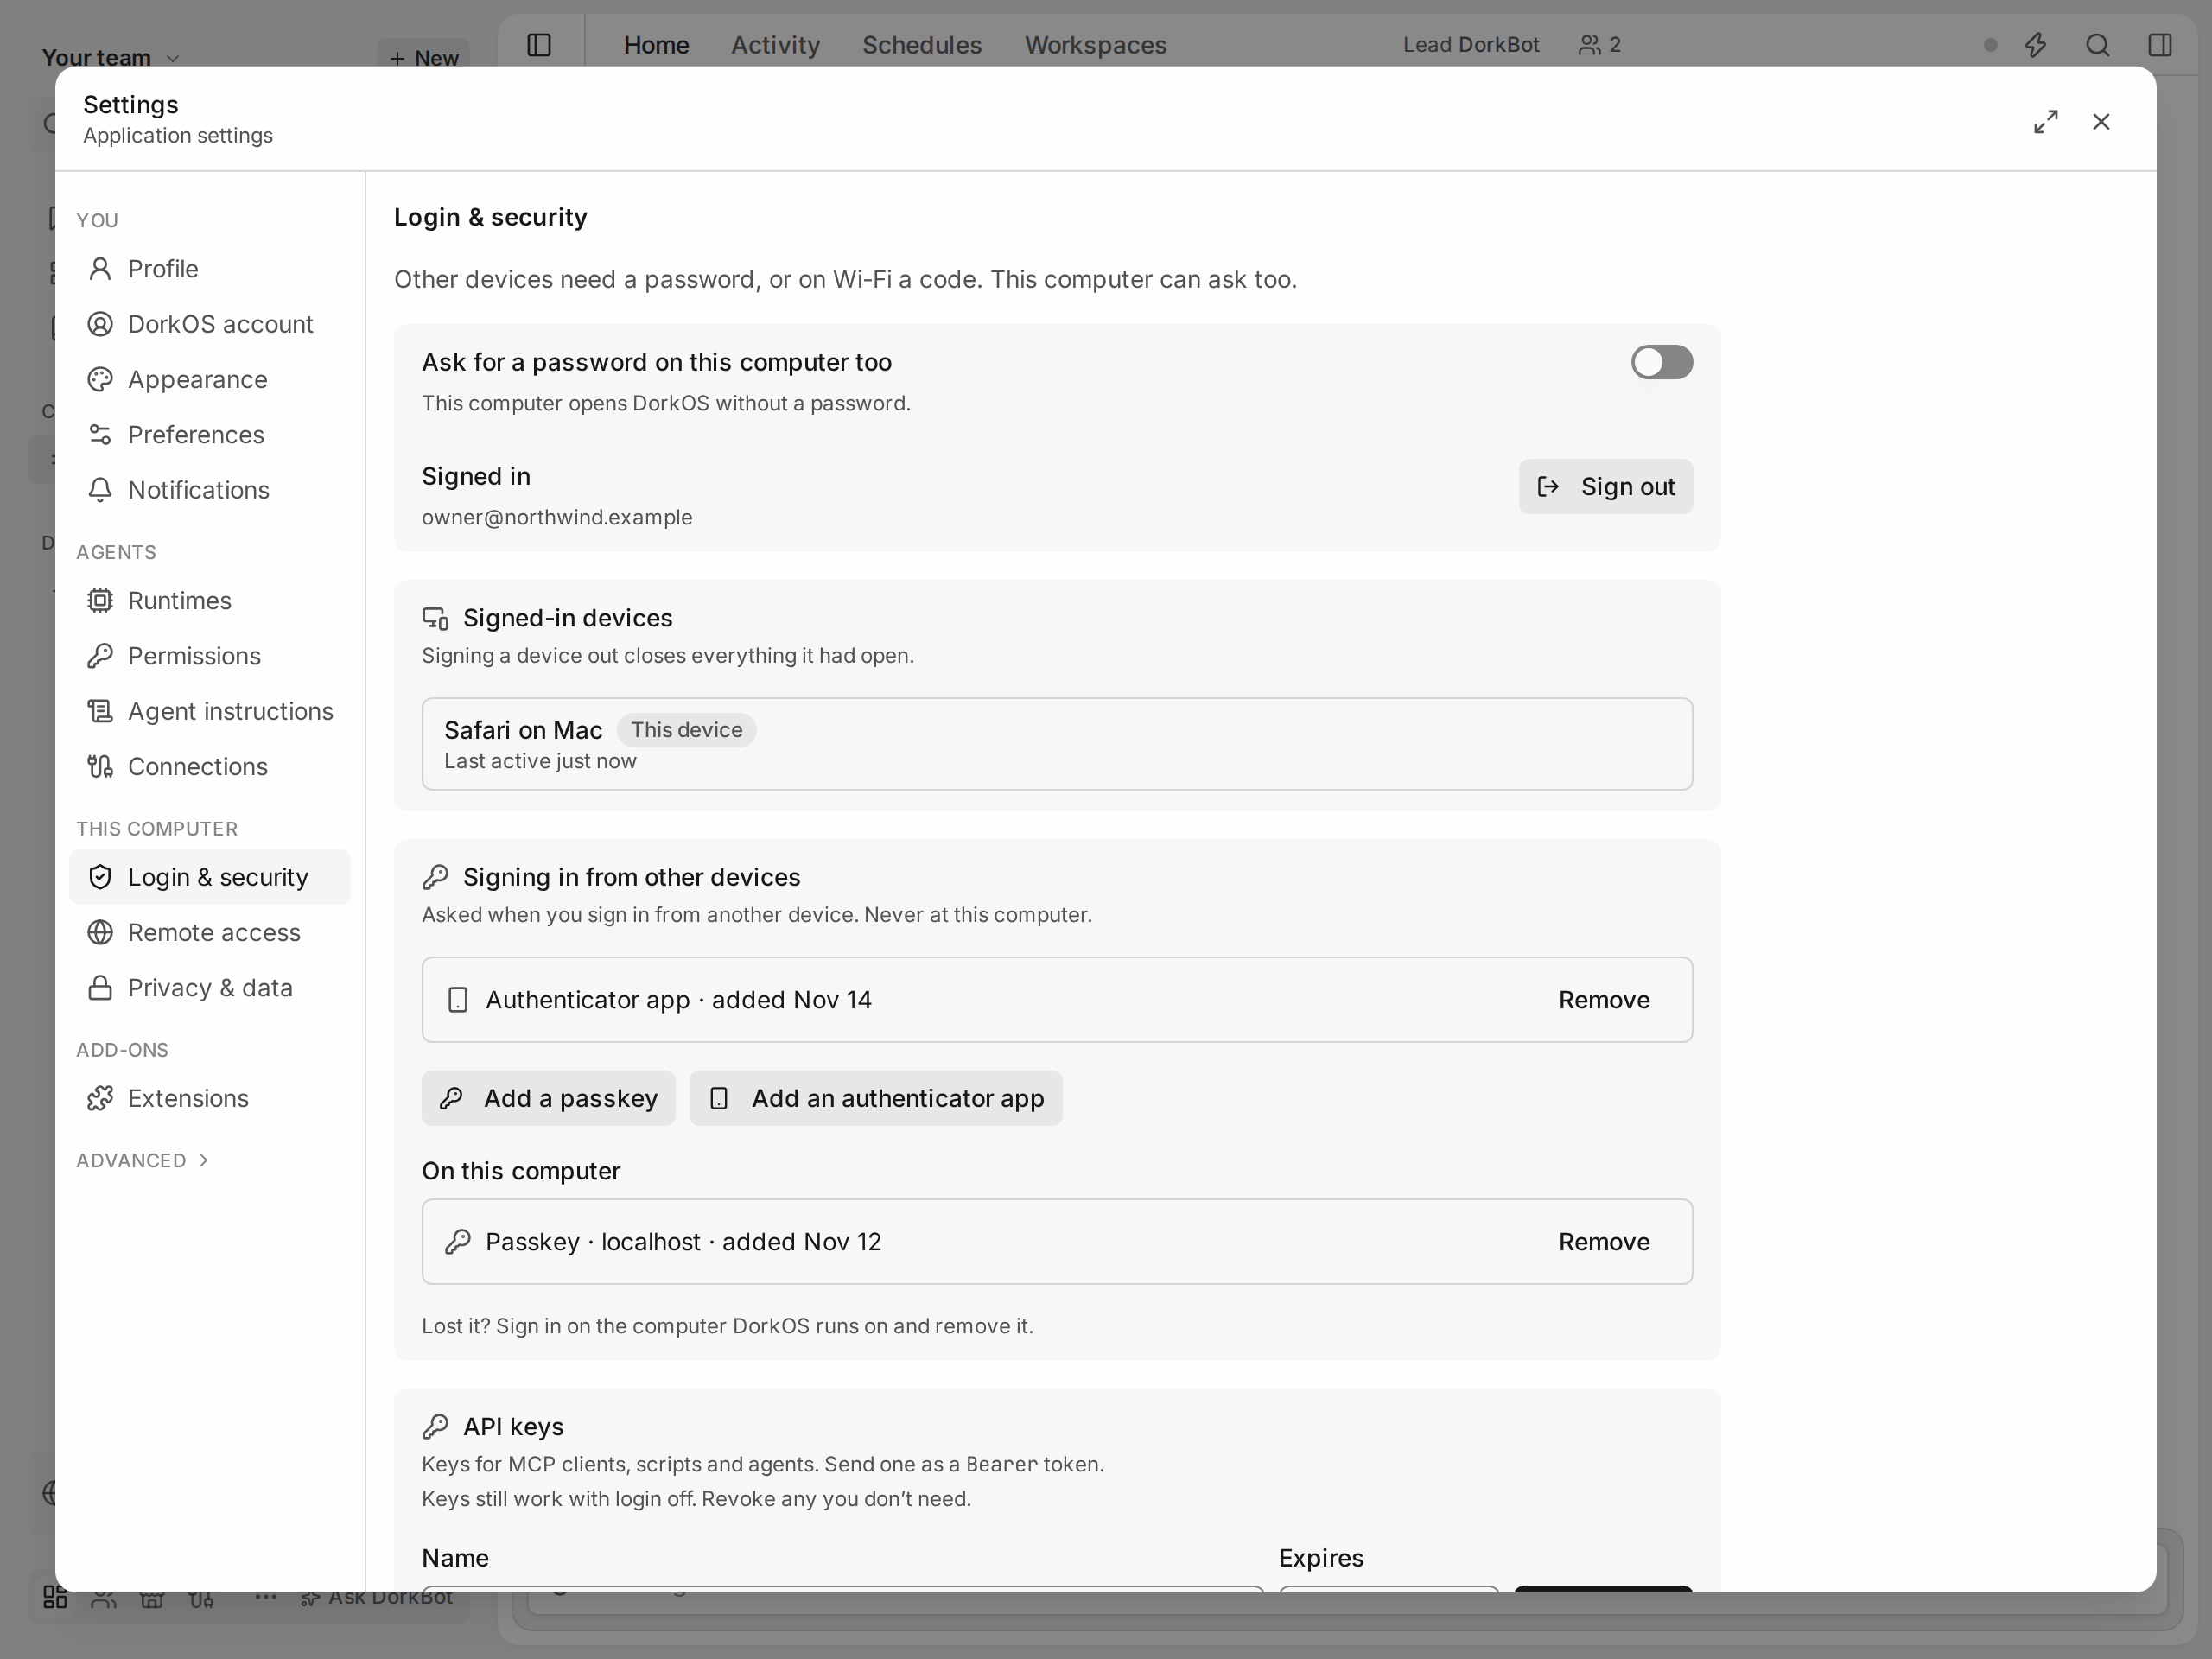 Your team
New
Home
Activity
Schedules
Workspaces
Lead DorkBot
2
Settings
Application settings
YOU
Profile
DorkOS account
Appearance
Preferences
Notifications
AGENTS
Runtimes
Permissions
Agent instructions
Connections
THIS COMPUTER
Login & security
Remote access
Privacy & data
ADD-ONS
Extensions
ADVANCED
Login & security
Other devices need a password, or on Wi-Fi a code. This computer can ask too.
Ask for a password on this computer too
This computer opens DorkOS without a password.
Signed in
owner@northwind.example
Sign out
Signed-in devices
Signing a device out closes everything it had open.
Safari on Mac
This device
Last active just now
Signing in from other devices
Asked when you sign in from another device. Never at this computer.
Authenticator app · added Nov 14
Remove
Add a passkey
Add an authenticator app
On this computer
Passkey · localhost · added Nov 12
Remove
Lost it? Sign in on the computer DorkOS runs on and remove it.
API keys
Keys for MCP clients, scripts and agents. Send one as a Bearer token.
Keys still work with login off. Revoke any you don’t need.
Name
Expires
Ask DorkBot